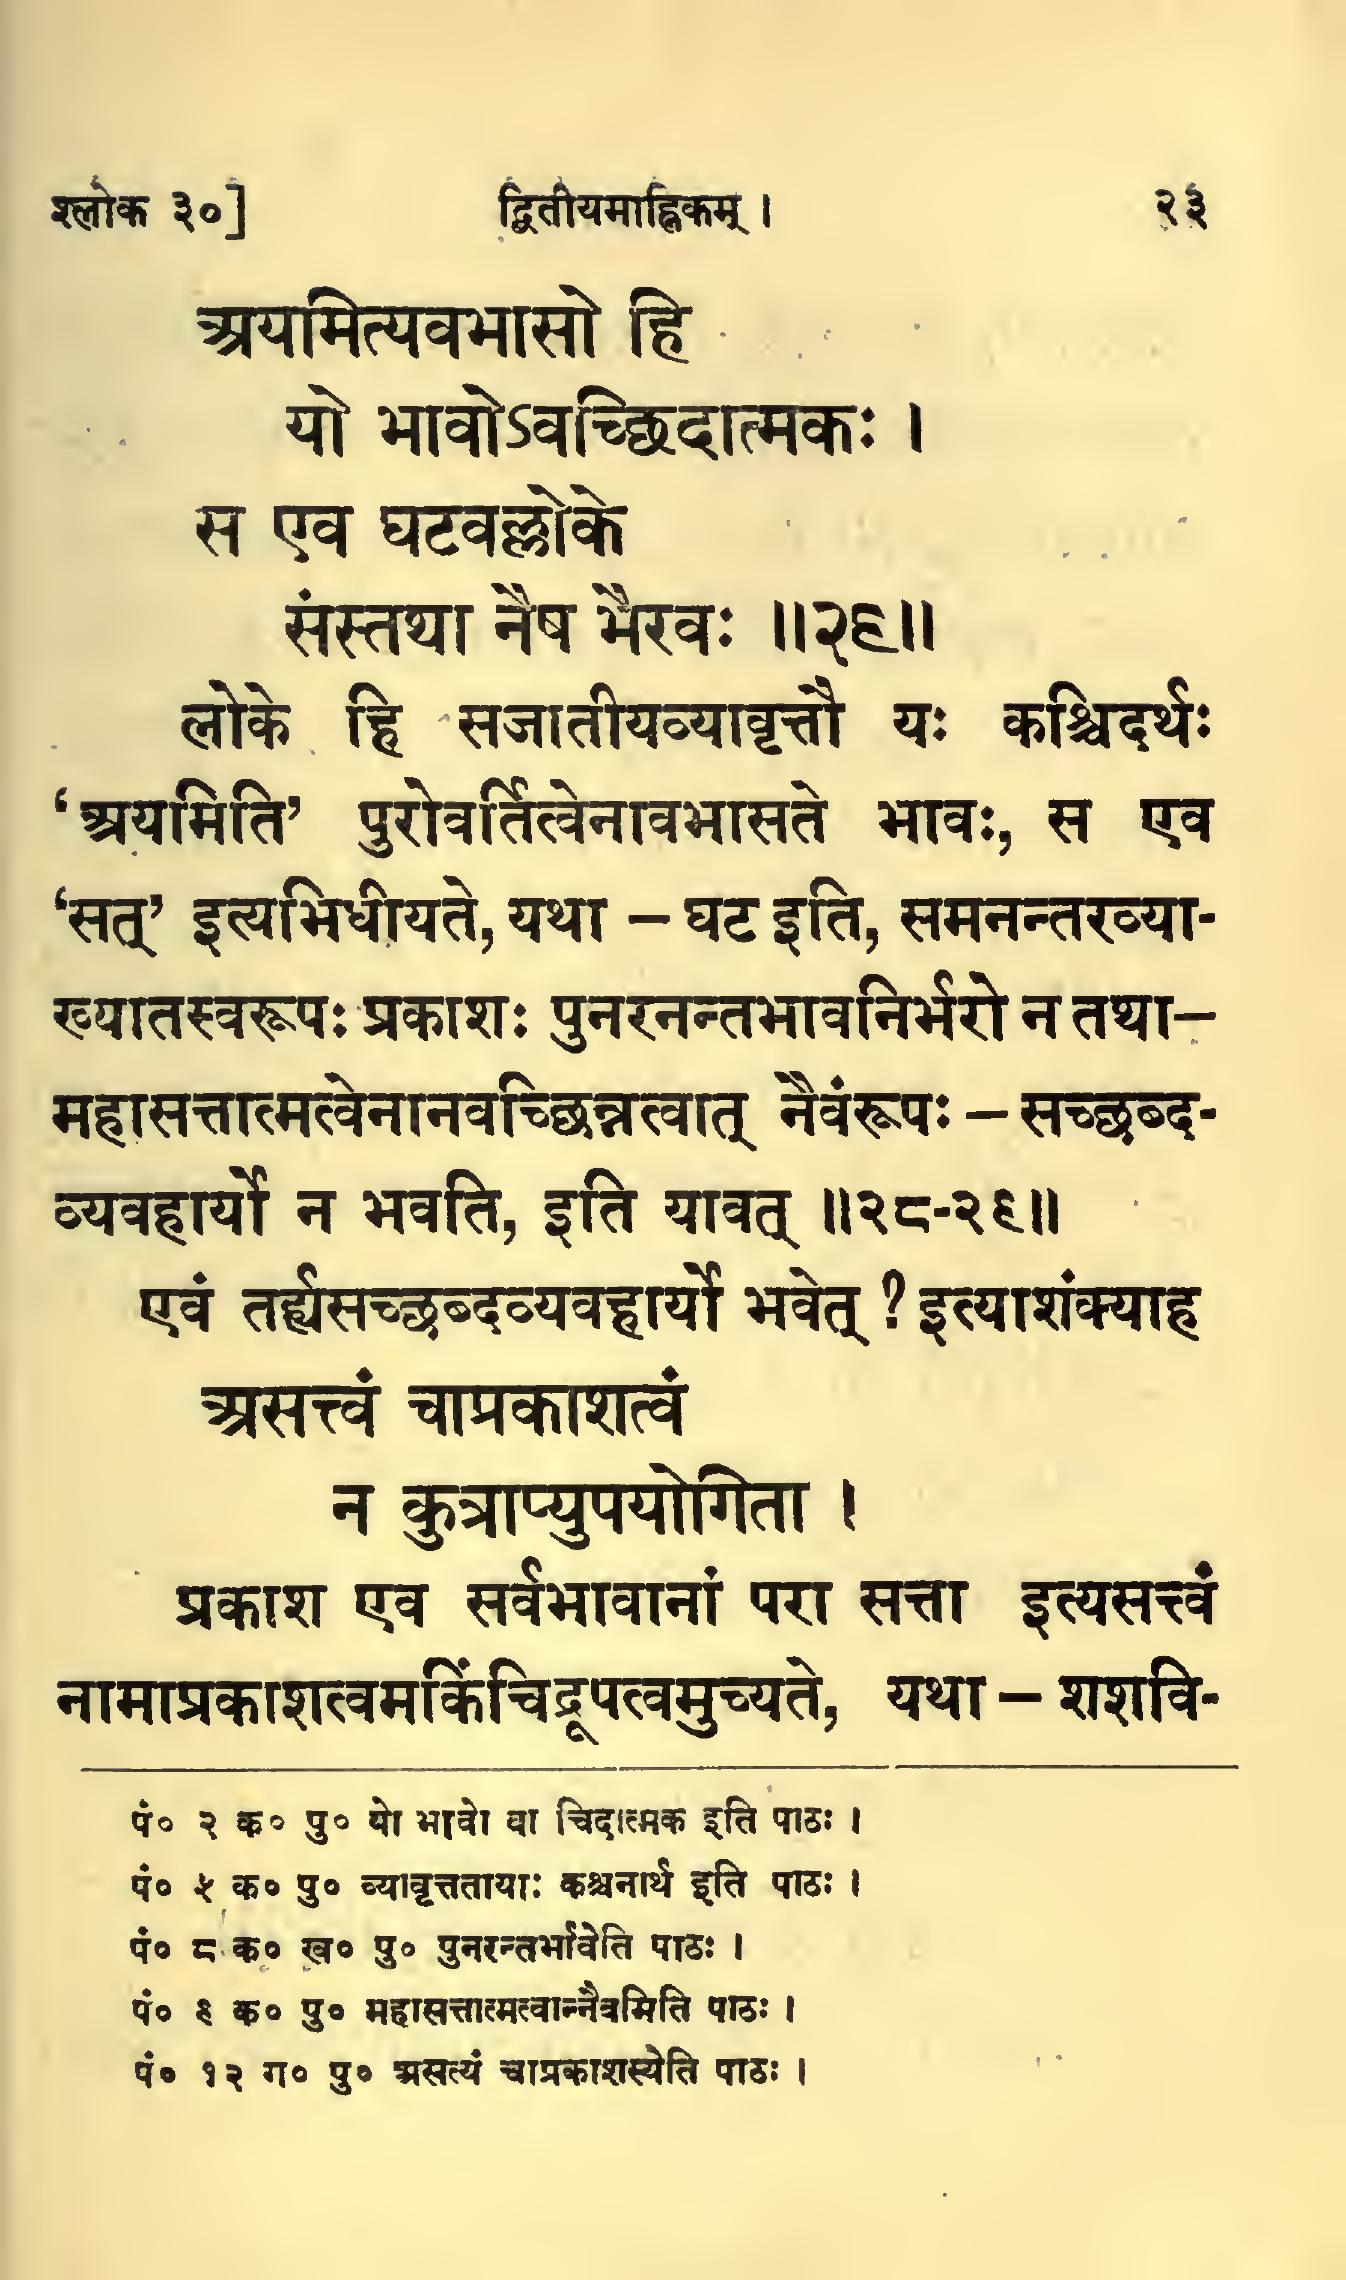 श्लोक ३०] द्वितीयमाह्निकम् । २३
अयमित्यवभासो हि
यो भावोऽवच्छिदात्मकः ।
स एव घटवल्लोके
संस्तथा नैष भैरवः ॥२९॥
लोके हि सजातीयव्यावृत्तौ यः कश्चिदर्थः
‘अयमिति’ पुरोवर्तित्वेनावभासते भावः, स एव
‘सत्’ इत्यभिधीयते, यथा – घट इति, समनन्तरव्या-
ख्यातस्वरूपः प्रकाशः पुनरनन्तभावनिर्भरो न तथा–
महासत्तात्मत्वेनानवच्छिन्नत्वात् नैवंरूपः – सच्छब्द-
व्यवहार्यो न भवति, इति यावत् ॥२८-२९॥
एवं तर्ह्यसच्छब्दव्यवहार्यो भवेत् ? इत्याशंक्याह
असत्त्वं चाप्रकाशत्वं
न कुत्राप्युपयोगिता ।
प्रकाश एव सर्वभावानां परा सत्ता इत्यसत्त्वं
नामाप्रकाशत्वमकिंचिद्रूपत्वमुच्यते, यथा – शशवि-
पं० २ क० पु० यो भावो वा चिदात्मक इति पाठः ।
पं० ५ क० पु० व्यावृत्ततायाः कश्चनार्थ इति पाठः ।
पं० ८ क० ख० पु० पुनरन्तर्भावेति पाठः ।
पं० ९ क० पु० महासत्तात्मत्वान्नैवमिति पाठः ।
पं० १२ ग० पु० असत्यं चाप्रकाशस्येति पाठः ।